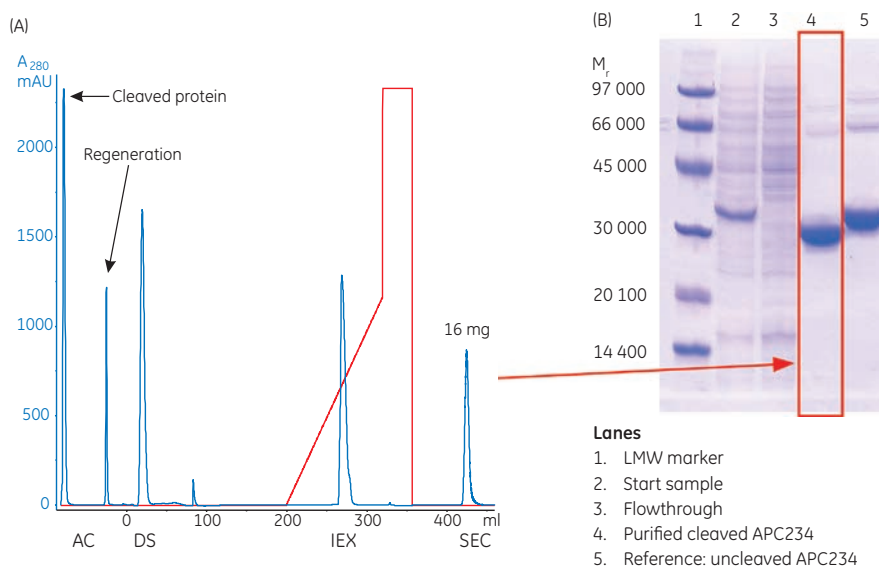 (A)
A280
mAU
2000
1500
1000
500
0
Cleaved protein
Regeneration
16 mg
0 100 200 300 400 ml
AC DS IEX SEC
(B) 1 2 3 4 5
Mr
97 000
66 000
45 000
30 000
20 100
14 400
Lanes
1. LMW marker
2. Start sample
3. Flowthrough
4. Purified cleaved APC234
5. Reference: uncleaved APC234